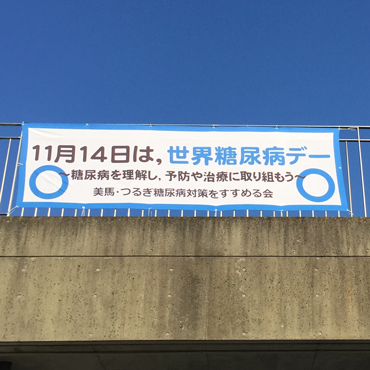 11月14日は,世界糖尿病デー
～糖尿病を理解し,予防や治療に取り組もう～
美馬・つるぎ糖尿病対策をすすめる会